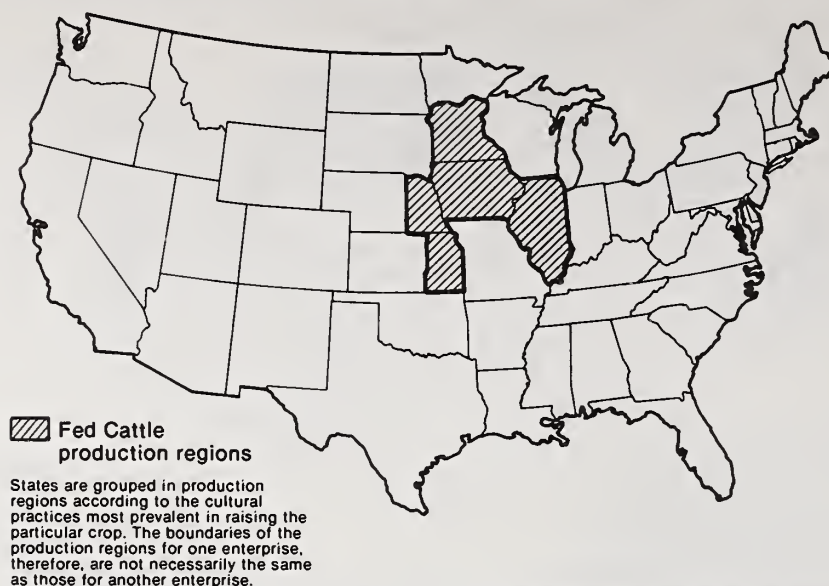 Fed Cattle
production regions
States are grouped in production
regions according to the cultural
practices most prevalent in raising the
particular crop. The boundaries of the
production regions for one enterprise,
therefore, are not necessarily the same
as those for another enterprise.